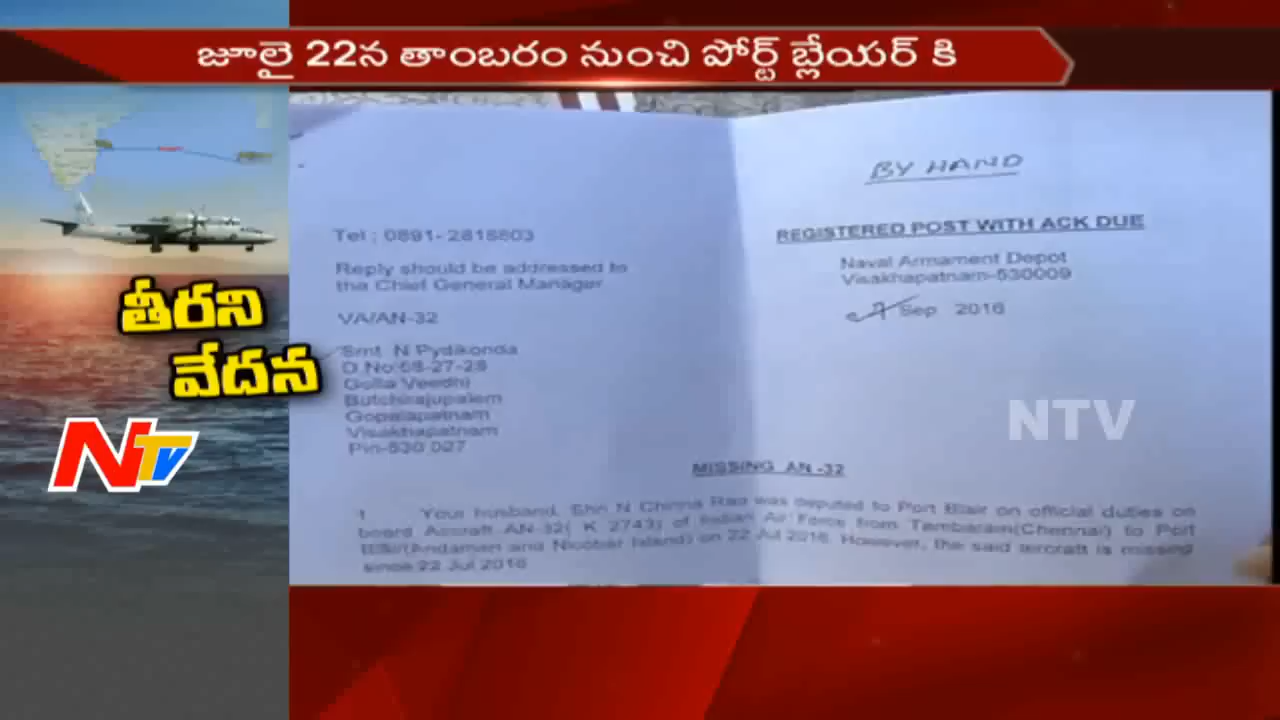 జూలై 22న తాంబరం నుంచి పోర్ట్ బ్లేయర్ కి
తీరని
వేదన
NTV
BY HAND
REGISTERED POST WITH ACK DUE
Naval Armament Depot
Visakhapatnam-530009
Sep 2016
Tel : 0891-2818803
Reply should be addressed to
the Chief General Manager
VA/AN-32
Smt N Pydikonda
D.No:68-27-28
Golla Veedhi
Butchirajupalem
Gopalapatnam
Visakhapatnam
Pin-530 027
NTV
MISSING AN -32
1 Your husband, Shri N Chinna Rao was deputed to Port Blair on official duties on
board Aircraft AN-32( K 2743) of Indian Air Force from Tambaram(Chennai) to Port
Blair(Andaman and Nicobar Island) on 22 Jul 2016. However, the said aircraft is missing
since 22 Jul 2016